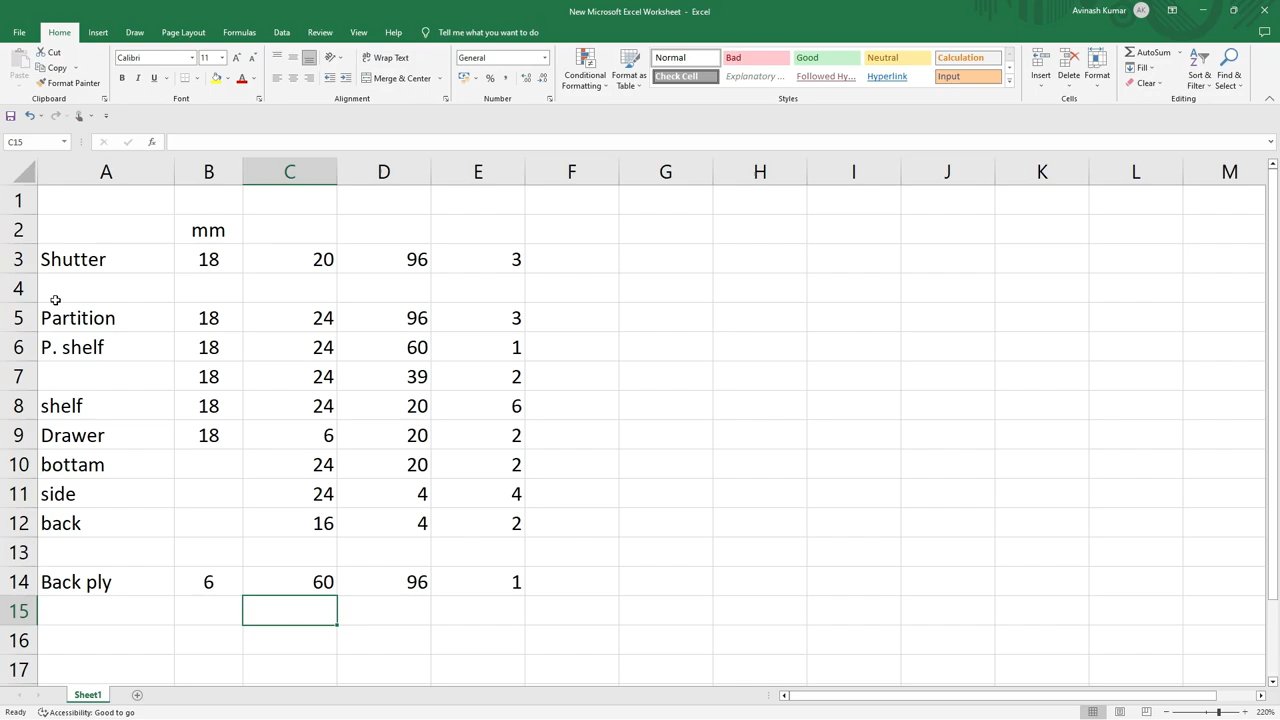 New Microsoft Excel Worksheet - Excel
Avinash Kumar AK
File Home Insert Draw Page Layout Formulas Data Review View Help Tell me what you want to do
Cut
Copy
Format Painter
Paste
Clipboard
Calibri 11
B I U
Font
Wrap Text
Merge & Center
Alignment
General
Number
Conditional Formatting
Format as Table
Normal Bad Good Neutral Calculation
Check Cell Explanatory ... Followed Hy... Hyperlink Input
Styles
Insert Delete Format
Cells
AutoSum
Fill
Clear
Sort & Filter
Find & Select
Editing
C15 fx
A B C D E F G H I J K L M
1
2 mm
3 Shutter 18 20 96 3
4
5 Partition 18 24 96 3
6 P. shelf 18 24 60 1
7 18 24 39 2
8 shelf 18 24 20 6
9 Drawer 18 6 20 2
10 bottam 24 20 2
11 side 24 4 4
12 back 16 4 2
13
14 Back ply 6 60 96 1
15
16
17
Sheet1
Ready Accessibility: Good to go 220%